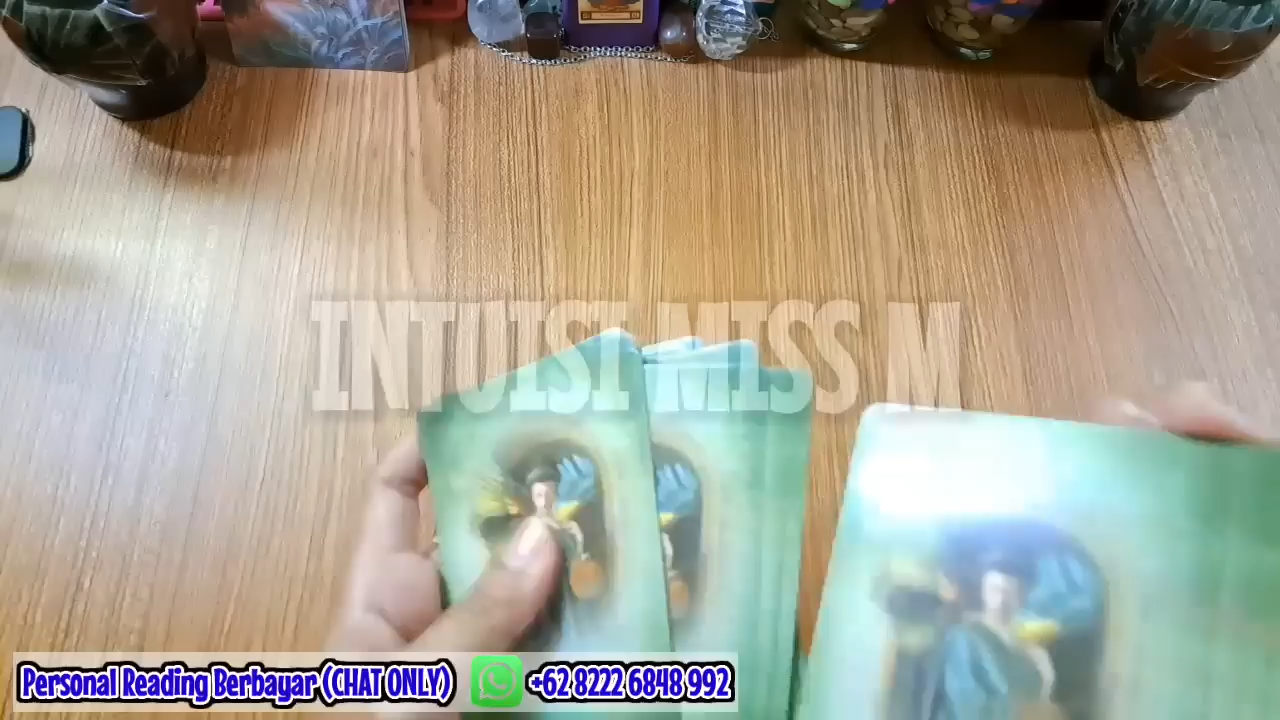 INTUISI MISS M
Personal Reading Berbayar (CHAT ONLY) +62 8222 6848 992